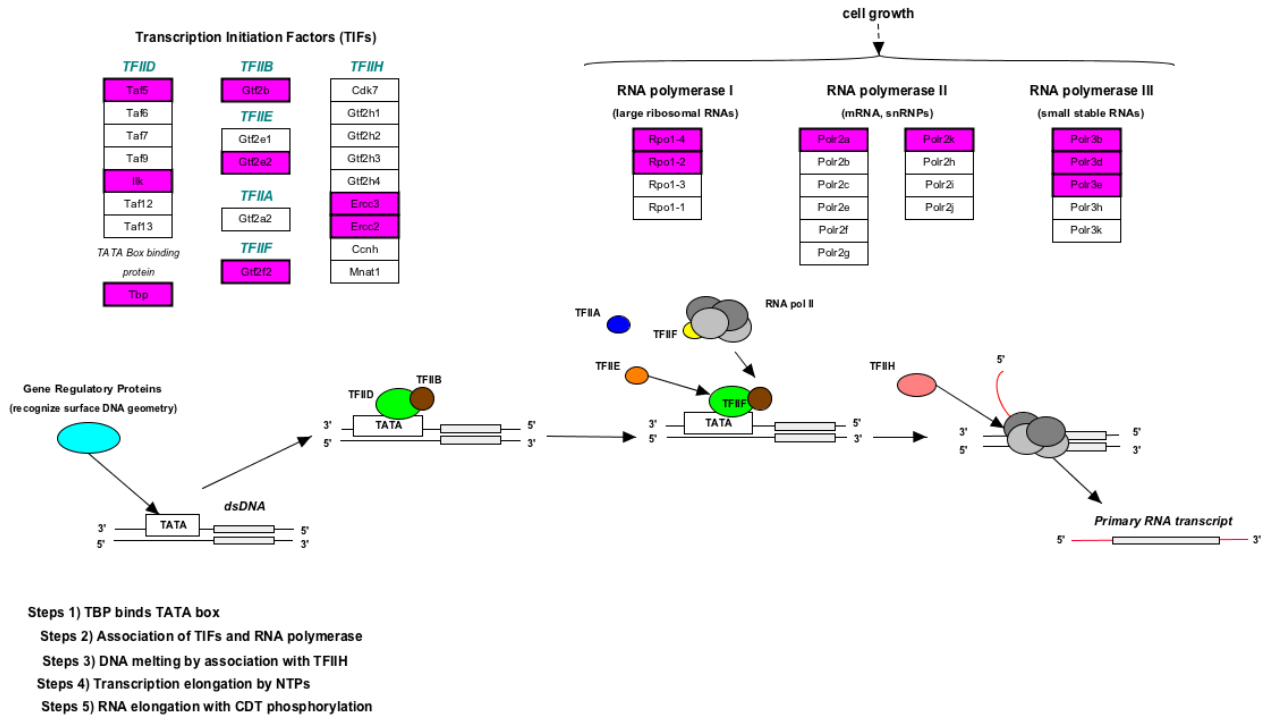 cell growth
Transcription Initiation Factors (TIFs)
TFIID
Taf5
Taf6
Taf7
Taf9
Ilk
Taf12
Taf13
TATA Box binding
protein
Tbp
TFIIB
Gtf2b
TFIIE
Gtf2e1
Gtf2e2
TFIIA
Gtf2a2
TFIIF
Gtf2f2
TFIIH
Cdk7
Gtf2h1
Gtf2h2
Gtf2h3
Gtf2h4
Ercc3
Ercc2
Ccnh
Mnat1
RNA polymerase I
(large ribosomal RNAs)
Rpo1-4
Rpo1-2
Rpo1-3
Rpo1-1
RNA polymerase II
(mRNA, snRNPs)
Polr2a
Polr2b
Polr2c
Polr2e
Polr2f
Polr2g
Polr2k
Polr2h
Polr2i
Polr2j
RNA polymerase III
(small stable RNAs)
Polr3b
Polr3d
Polr3e
Polr3h
Polr3k
Gene Regulatory Proteins
(recognize surface DNA geometry)
dsDNA
TATA
3' 5'
5' 3'
TFIID
TFIIB
TATA
3' 5'
5' 3'
TFIIA
TFIIF
RNA pol II
TFIIE
TFIIF
TATA
3' 5'
5' 3'
TFIIH
5'
3' 5'
5' 3'
Primary RNA transcript
5' 3'
Steps 1) TBP binds TATA box
Steps 2) Association of TIFs and RNA polymerase
Steps 3) DNA melting by association with TFIIH
Steps 4) Transcription elongation by NTPs
Steps 5) RNA elongation with CDT phosphorylation